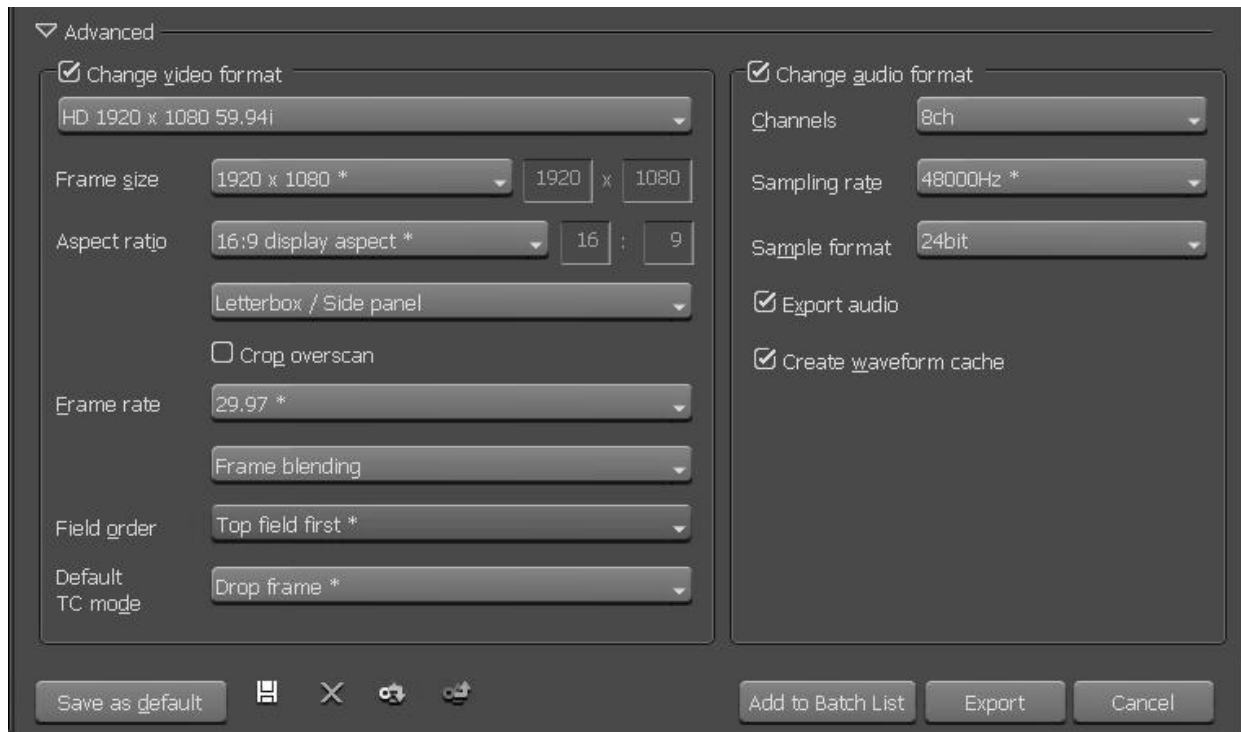 Advanced
Change video format
HD 1920 x 1080 59.94i
Frame size 1920 x 1080 * 1920 x 1080
Aspect ratio 16:9 display aspect * 16 : 9
Letterbox / Side panel
Crop overscan
Frame rate 29.97 *
Frame blending
Field order Top field first *
Default
TC mode Drop frame *
Change audio format
Channels 8ch
Sampling rate 48000Hz *
Sample format 24bit
Export audio
Create waveform cache
Save as default Add to Batch List Export Cancel